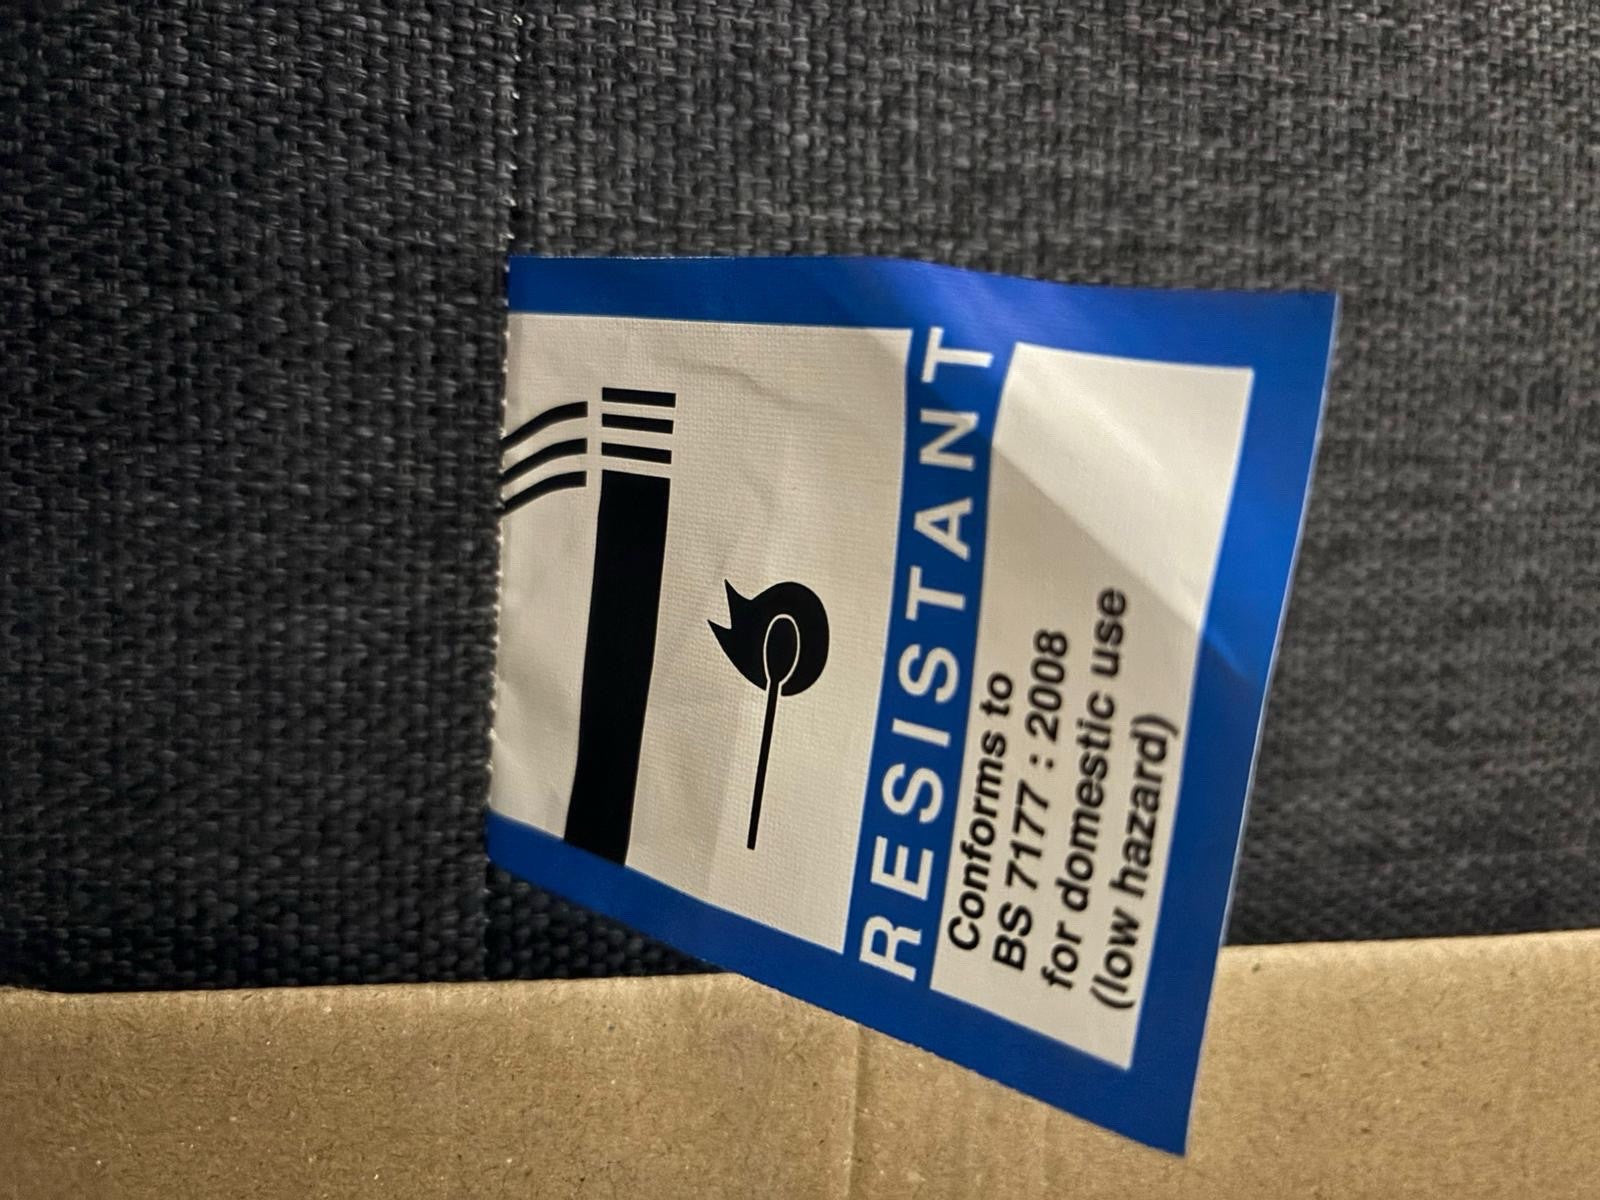 RESISTANT
Conforms to
BS 7177 : 2008
for domestic use
(low hazard)